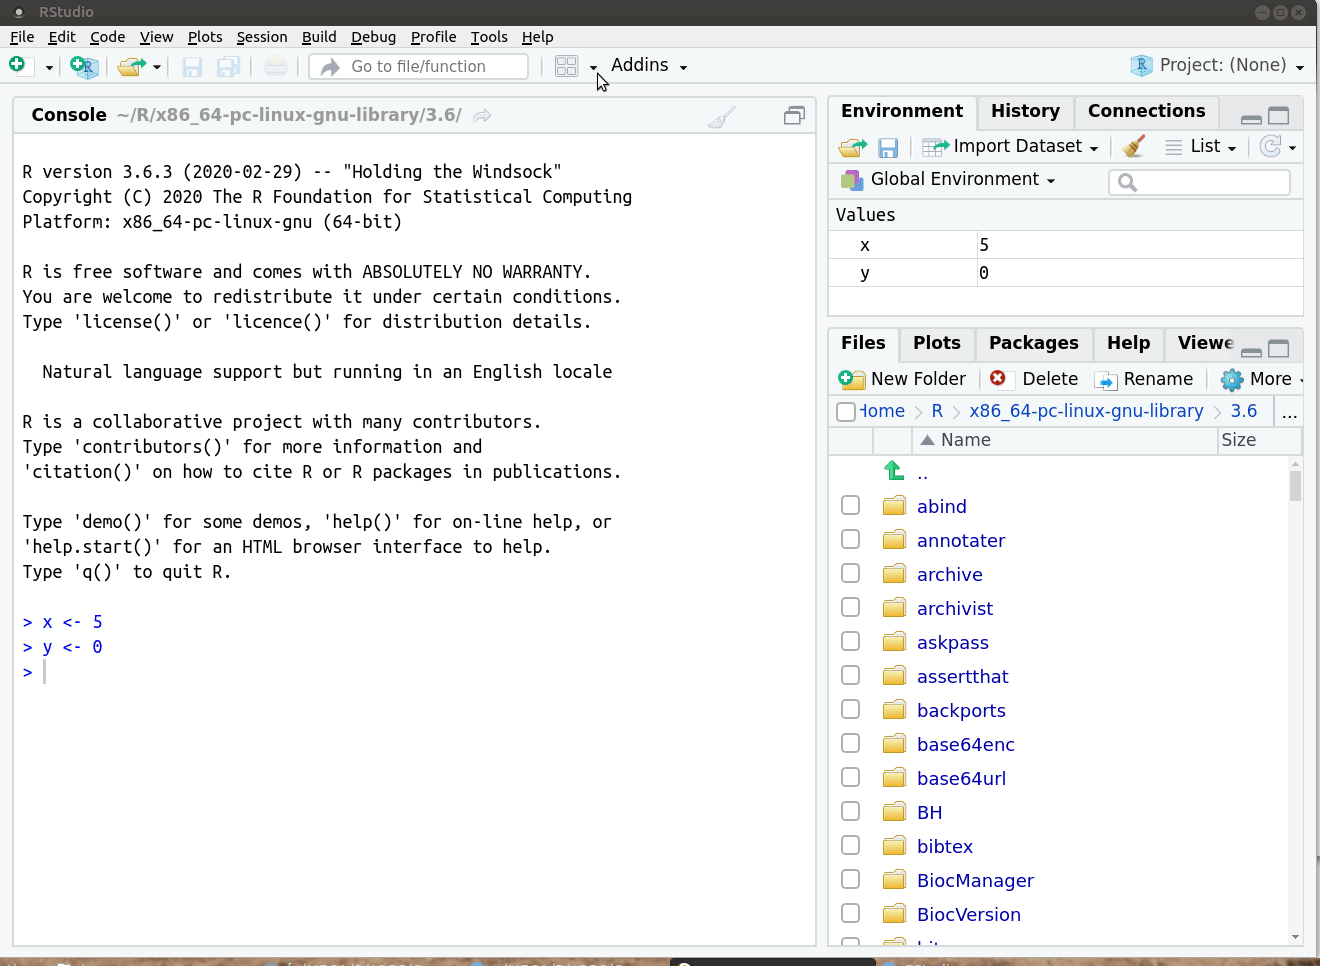 RStudio
File Edit Code View Plots Session Build Debug Profile Tools Help
Go to file/function
Addins
Project: (None)
Console ~/R/x86_64-pc-linux-gnu-library/3.6/
R version 3.6.3 (2020-02-29) -- "Holding the Windsock"
Copyright (C) 2020 The R Foundation for Statistical Computing
Platform: x86_64-pc-linux-gnu (64-bit)
R is free software and comes with ABSOLUTELY NO WARRANTY.
You are welcome to redistribute it under certain conditions.
Type 'license()' or 'licence()' for distribution details.
Natural language support but running in an English locale
R is a collaborative project with many contributors.
Type 'contributors()' for more information and
'citation()' on how to cite R or R packages in publications.
Type 'demo()' for some demos, 'help()' for on-line help, or
'help.start()' for an HTML browser interface to help.
Type 'q()' to quit R.
> x <- 5
> y <- 0
>
Environment History Connections
Import Dataset List
Global Environment
Values
x 5
y 0
Files Plots Packages Help Viewe
New Folder Delete Rename More
Home R x86_64-pc-linux-gnu-library 3.6 ...
Name Size
..
abind
annotater
archive
archivist
askpass
assertthat
backports
base64enc
base64url
BH
bibtex
BiocManager
BiocVersion